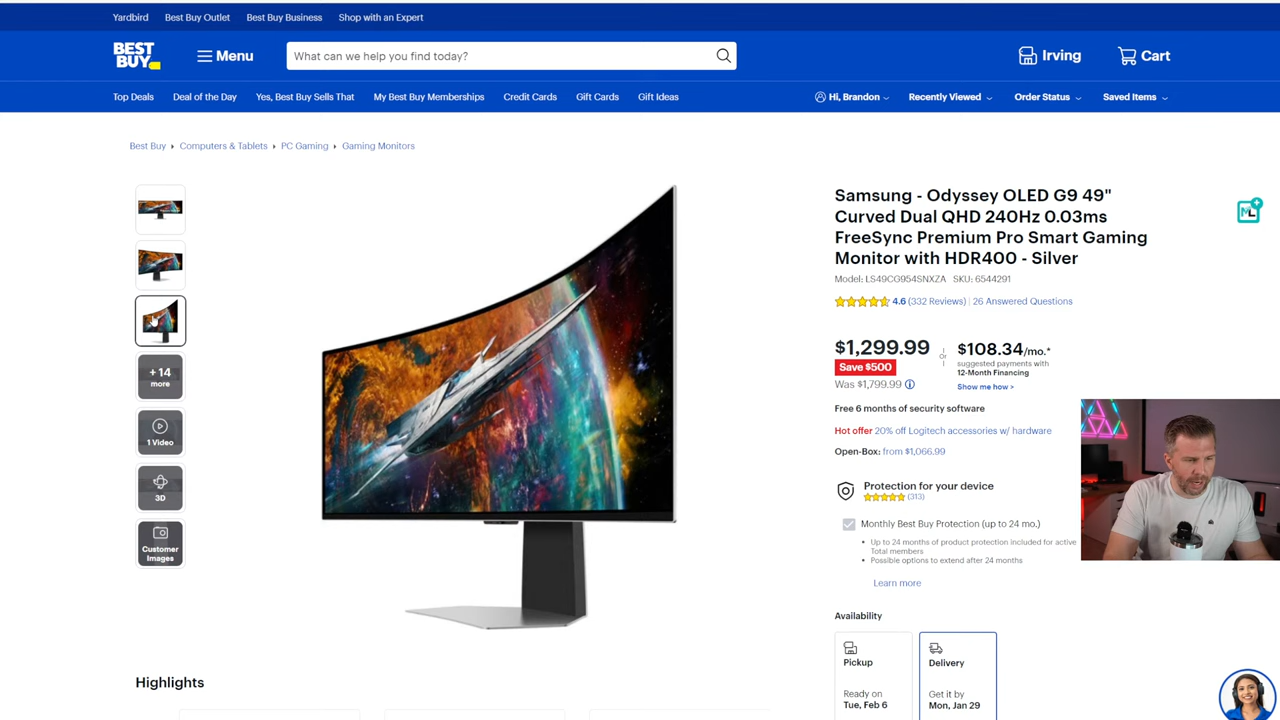 Yardbird Best Buy Outlet Best Buy Business Shop with an Expert
BEST
BUY
Menu
What can we help you find today?
Irving
Cart
Top Deals Deal of the Day Yes, Best Buy Sells That My Best Buy Memberships Credit Cards Gift Cards Gift Ideas
Hi, Brandon Recently Viewed Order Status Saved Items
Best Buy Computers & Tablets PC Gaming Gaming Monitors
+ 14
more
1 Video
3D
Customer
Images
Samsung - Odyssey OLED G9 49"
Curved Dual QHD 240Hz 0.03ms
FreeSync Premium Pro Smart Gaming
Monitor with HDR400 - Silver
Model: LS49CG954SNXZA SKU: 6544291
4.6 (332 Reviews) | 26 Answered Questions
$1,299.99
Save $500
Was $1,799.99
Or
$108.34/mo.*
suggested payments with
12-Month Financing
Show me how >
Free 6 months of security software
Hot offer 20% off Logitech accessories w/ hardware
Open-Box: from $1,066.99
Protection for your device
(313)
Monthly Best Buy Protection (up to 24 mo.)
Up to 24 months of product protection included for active
Total members
Possible options to extend after 24 months
Learn more
Availability
Pickup
Ready on
Tue, Feb 6
Delivery
Get it by
Mon, Jan 29
Highlights
ML